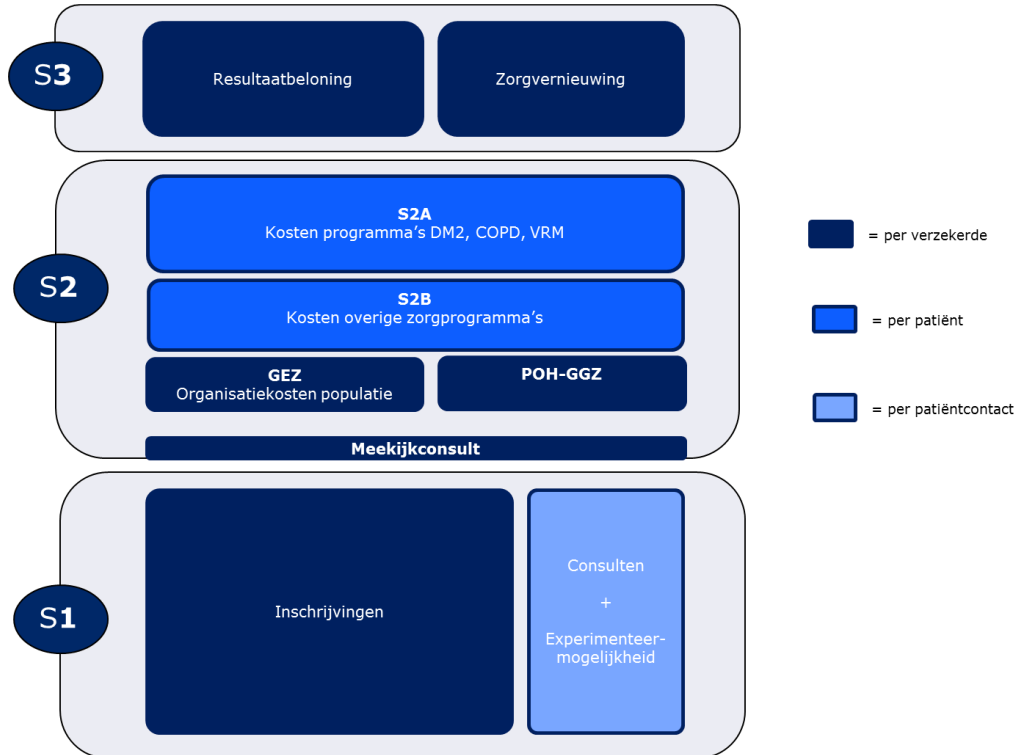 S3
Resultaatbeloning
Zorgvernieuwing
S2
S2A
Kosten programma's DM2, COPD, VRM
S2B
Kosten overige zorgprogramma's
GEZ
Organisatiekosten populatie
POH-GGZ
Meekijkconsult
S1
Inschrijvingen
Consulten
+
Experimenteer-
mogelijkheid
= per verzekerde
= per patiënt
= per patiëntcontact